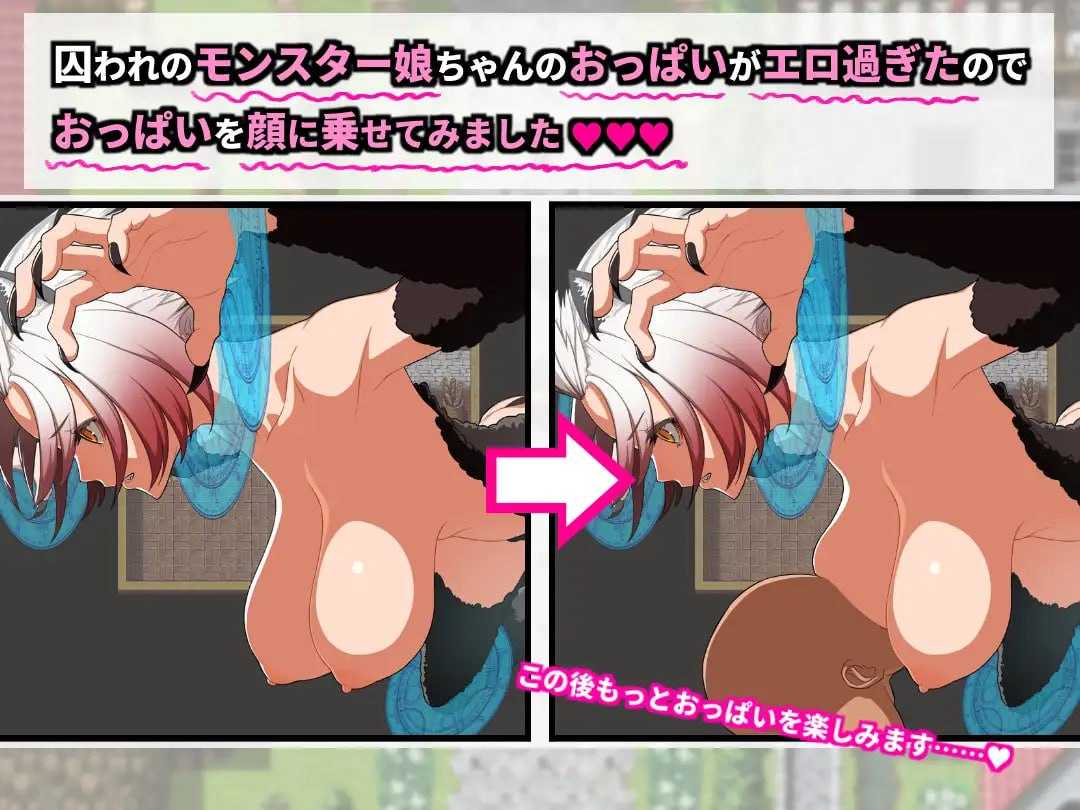 囚われのモンスター娘ちゃんのおっぱいがエロ過ぎたので
おっぱいを顔に乗せてみました♥♥♥
この後もっとおっぱいを楽しみます……♥